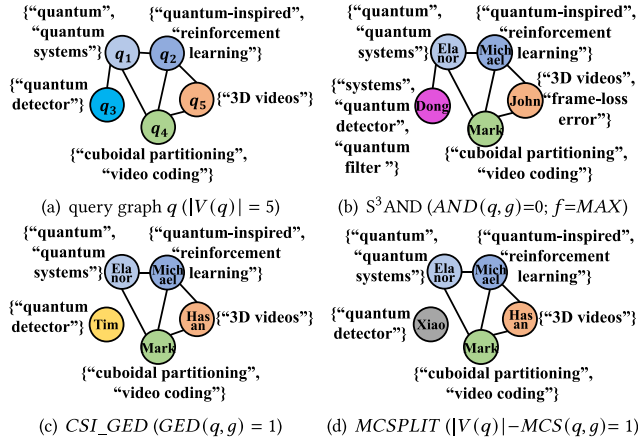 {“quantum”,
“quantum
systems”}
{“quantum-inspired”,
“reinforcement
learning”}
q1
q2
{“quantum
detector”}
q3
q5
{“3D videos”}
q4
{“cuboidal partitioning”,
“video coding”}
(a) query graph q (|V(q)| = 5)
{“quantum”,
“quantum
systems”}
{“quantum-inspired”,
“reinforcement
learning”}
Ela
nor
Mich
ael
{“systems”,
“quantum
detector”,
“quantum
filter ”}
Dong
John
{“3D videos”,
“frame-loss
error”}
Mark
{“cuboidal partitioning”,
“video coding”}
(b) S³AND (AND(q,g)=0; f=MAX)
{“quantum”,
“quantum
systems”}
{“quantum-inspired”,
“reinforcement
learning”}
Ela
nor
Mich
ael
{“quantum
detector”}
Tim
Has
an
{“3D videos”}
Mark
{“cuboidal partitioning”,
“video coding”}
(c) CSI_GED (GED(q,g) = 1)
{“quantum”,
“quantum
systems”}
{“quantum-inspired”,
“reinforcement
learning”}
Ela
nor
Mich
ael
{“quantum
detector”}
Xiao
Has
an
{“3D videos”}
Mark
{“cuboidal partitioning”,
“video coding”}
(d) MCSPLIT (|V(q)|−MCS(q,g)=1)